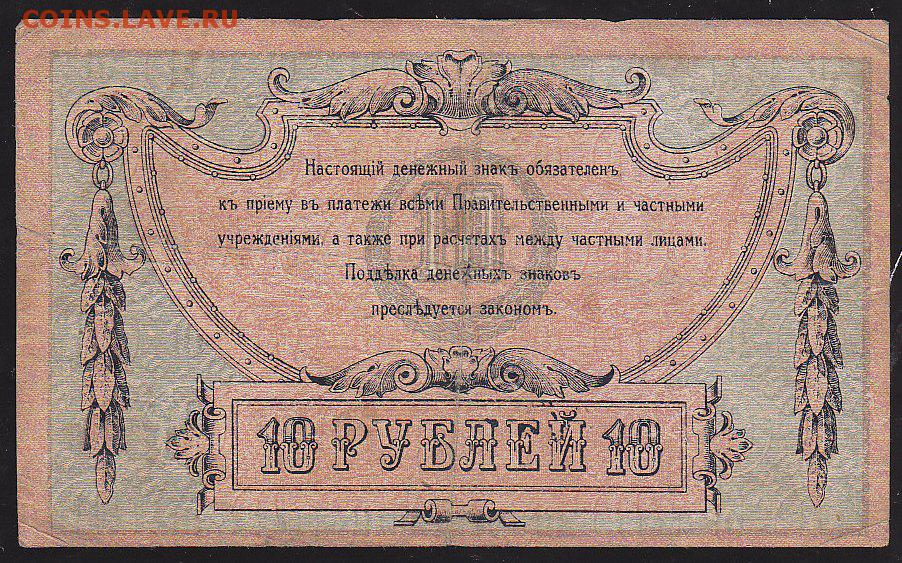 COINS.LAVE.RU
Настоящій денежный знакъ обязателенъ
къ пріему въ платежи всѣми Правительственными и частными
учрежденіями, а также при расчетахъ между частными лицами.
Поддѣлка денежныхъ знаковъ
преслѣдуется закономъ.
10 РУБЛЕЙ 10